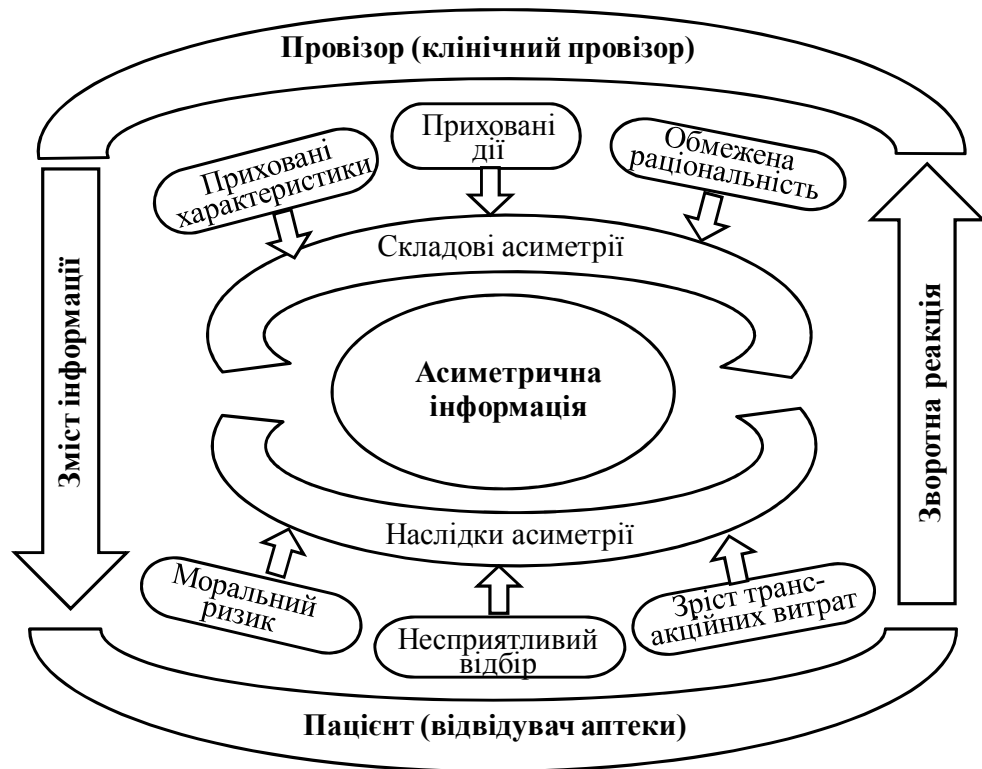 Провізор (клінічний провізор)
Приховані
характеристики
Приховані
дії
Обмежена
раціональність
Складові асиметрії
Зміст інформації
Асиметрична
інформація
Зворотна реакція
Наслідки асиметрії
Моральний
ризик
Несприятливий
відбір
Зріст транс-
акційних витрат
Пацієнт (відвідувач аптеки)